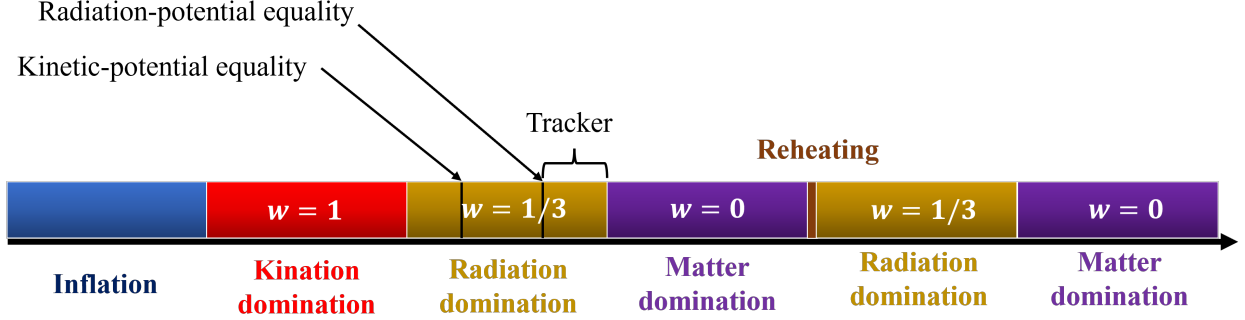 Radiation-potential equality
Kinetic-potential equality
Tracker
Reheating
w = 1
w = 1/3
w = 0
w = 1/3
w = 0
Inflation
Kination
domination
Radiation
domination
Matter
domination
Radiation
domination
Matter
domination